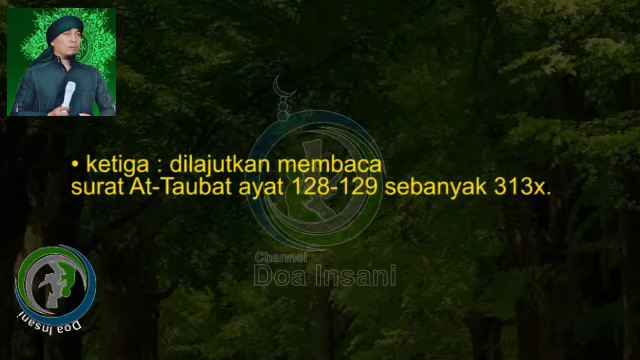 • ketiga : dilajutkan membaca
surat At-Taubat ayat 128-129 sebanyak 313x.
Channel
Doa Insani
Doa Insani